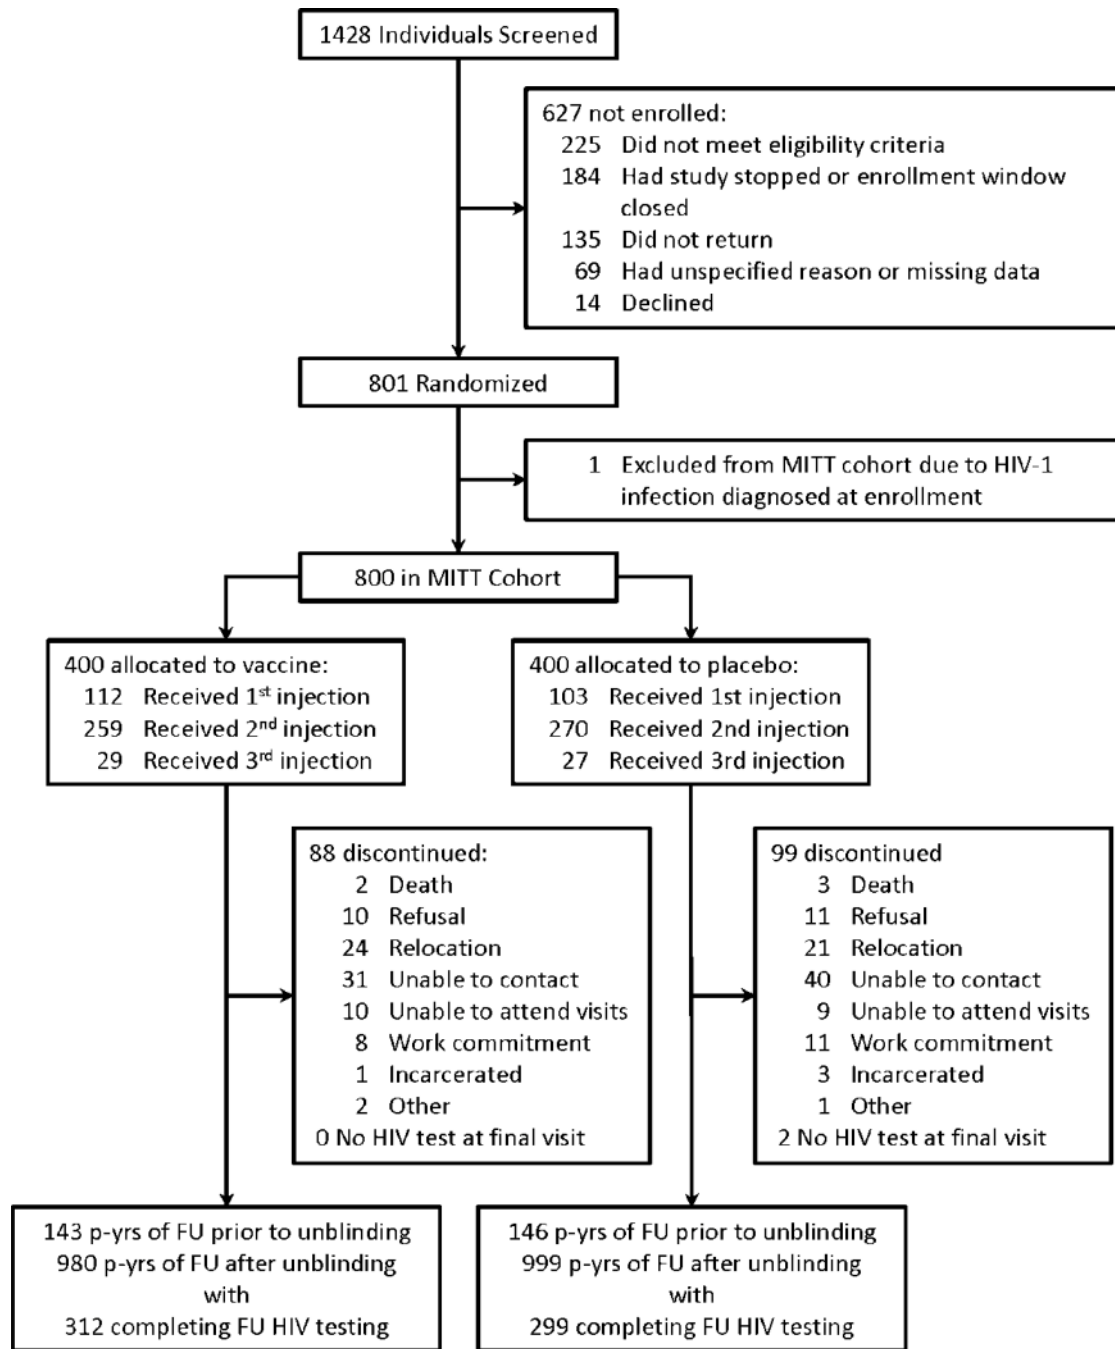 1428 Individuals Screened
627 not enrolled:
225 Did not meet eligibility criteria
184 Had study stopped or enrollment window
closed
135 Did not return
69 Had unspecified reason or missing data
14 Declined
801 Randomized
1 Excluded from MITT cohort due to HIV-1
infection diagnosed at enrollment
800 in MITT Cohort
400 allocated to vaccine:
112 Received 1st injection
259 Received 2nd injection
29 Received 3rd injection
400 allocated to placebo:
103 Received 1st injection
270 Received 2nd injection
27 Received 3rd injection
88 discontinued:
2 Death
10 Refusal
24 Relocation
31 Unable to contact
10 Unable to attend visits
8 Work commitment
1 Incarcerated
2 Other
0 No HIV test at final visit
99 discontinued
3 Death
11 Refusal
21 Relocation
40 Unable to contact
9 Unable to attend visits
11 Work commitment
3 Incarcerated
1 Other
2 No HIV test at final visit
143 p-yrs of FU prior to unblinding
980 p-yrs of FU after unblinding
with
312 completing FU HIV testing
146 p-yrs of FU prior to unblinding
999 p-yrs of FU after unblinding
with
299 completing FU HIV testing